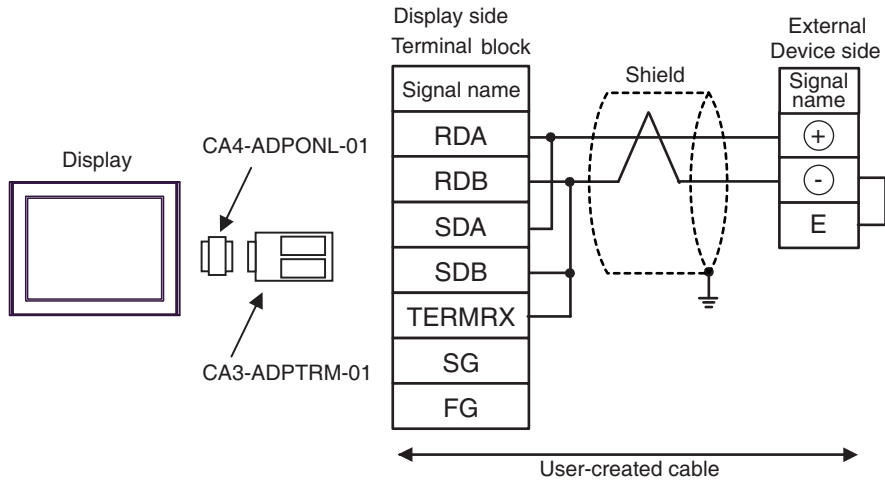 Display side
Terminal block
External
Device side
Signal name
Shield
Signal
name
RDA
+
CA4-ADPONL-01
Display
RDB
-
SDA
E
SDB
TERMRX
CA3-ADPTRM-01
SG
FG
User-created cable